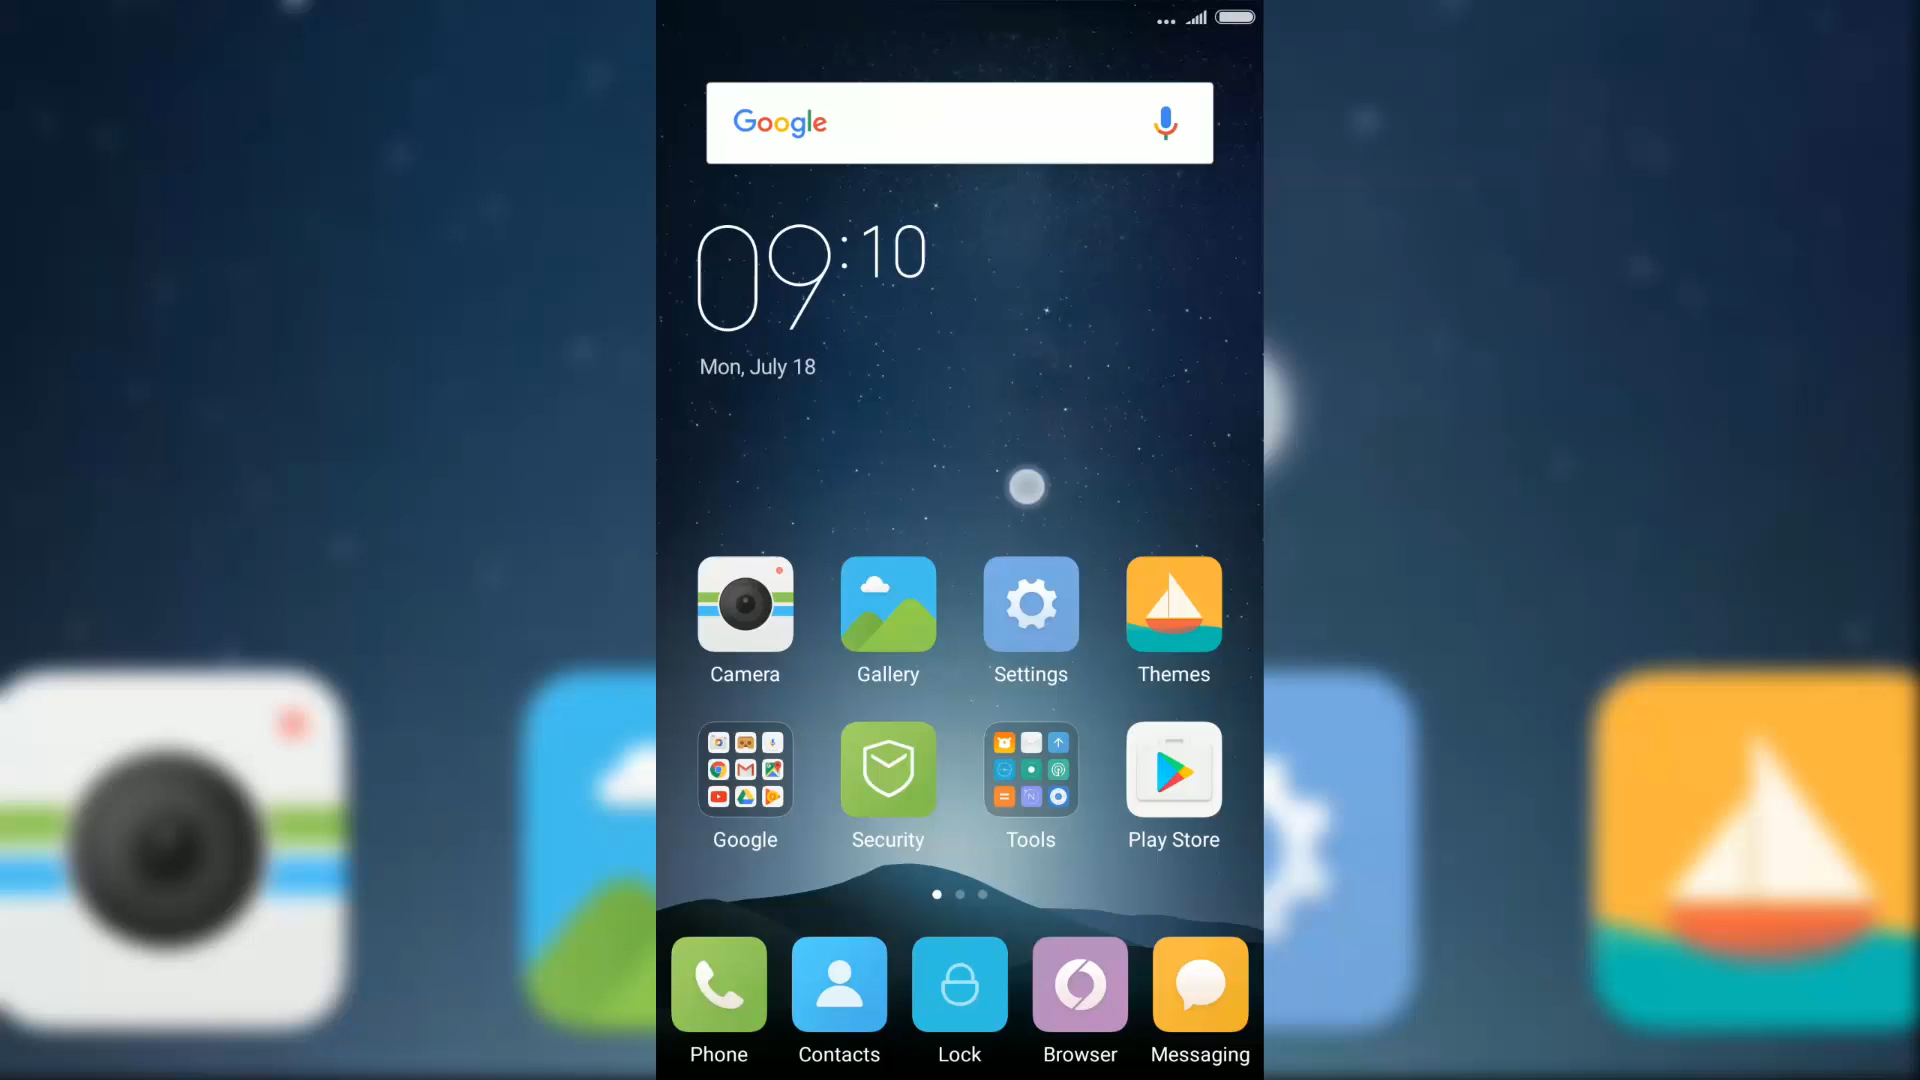 Google
09:10
Mon, July 18
Camera Gallery Settings Themes
Google Security Tools Play Store
Phone Contacts Lock Browser Messaging